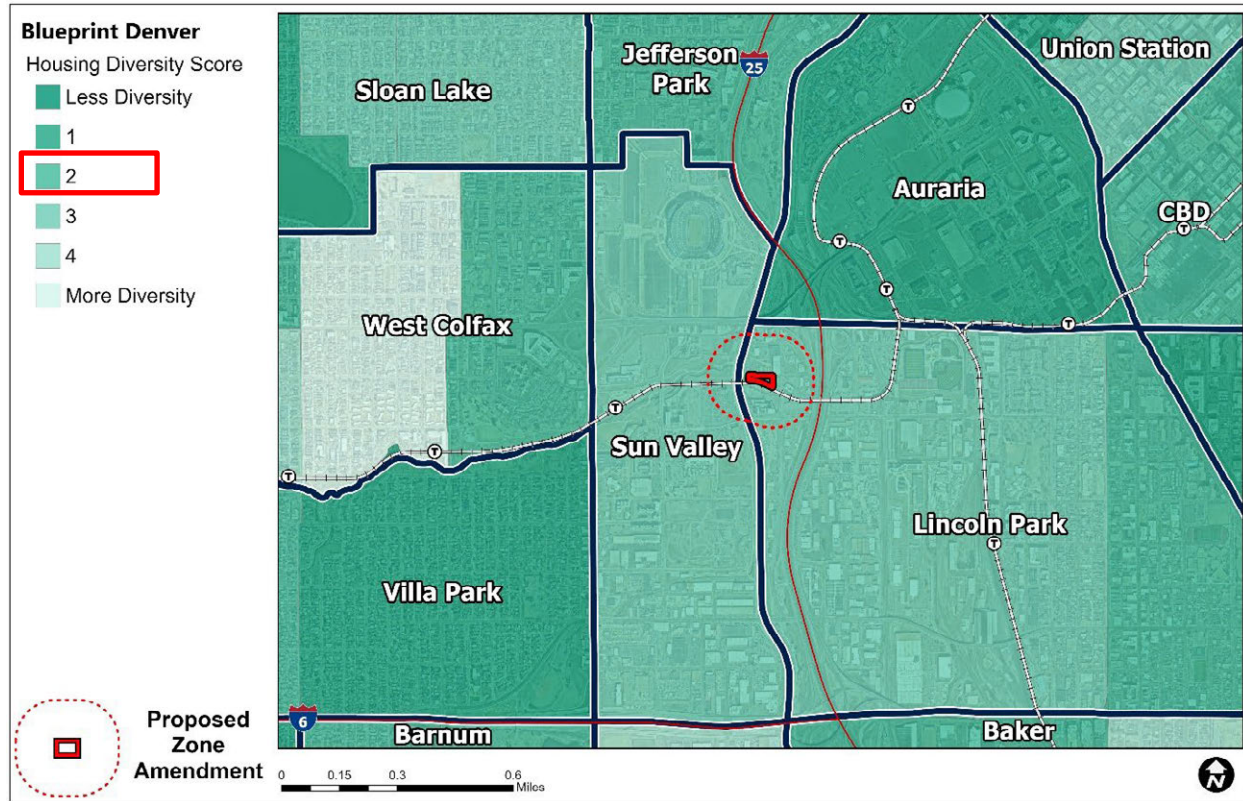 Blueprint Denver
Housing Diversity Score
Less Diversity
1
2
3
4
More Diversity
Proposed
Zone
Amendment
Sloan Lake
Jefferson
Park
25
Union Station
Auraria
CBD
West Colfax
Sun Valley
Lincoln Park
Villa Park
6
Barnum
Baker
T
T
T
T
T
T
T
T
T
0 0.15 0.3 0.6
Miles
N